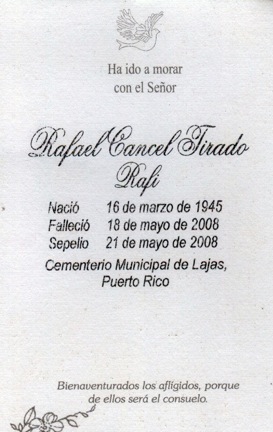 Ha ido a morar
con el Señor
Rafael Cancel Tirado
Rafi
Nació 16 de marzo de 1945
Falleció 18 de mayo de 2008
Sepelio 21 de mayo de 2008
Cementerio Municipal de Lajas,
Puerto Rico
Bienaventurados los afligidos, porque
de ellos será el consuelo.